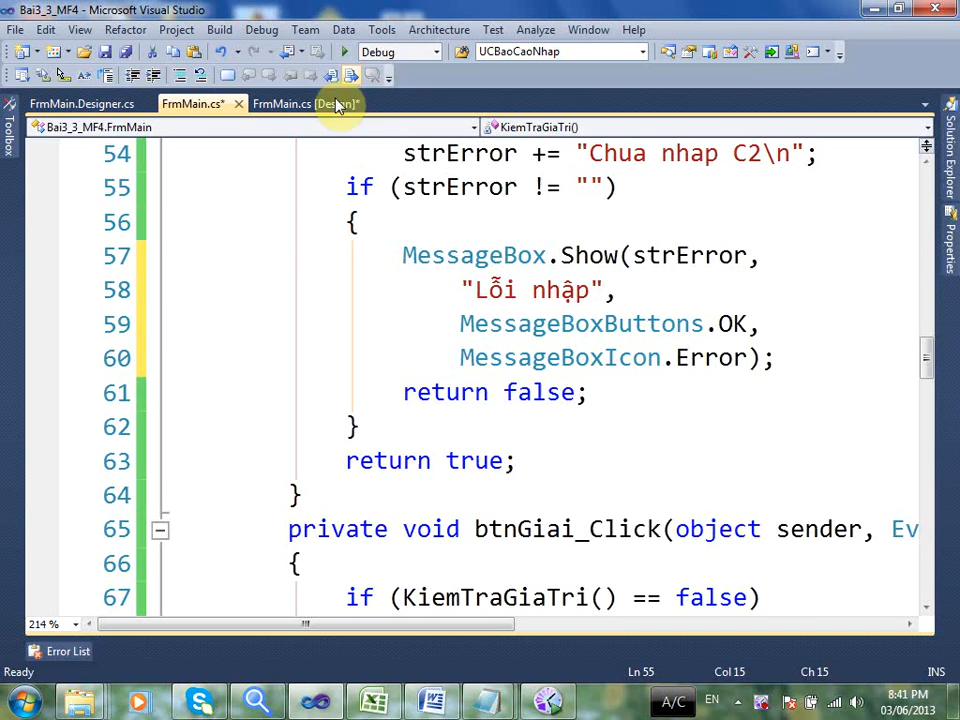 Bai3_3_MF4 - Microsoft Visual Studio
File Edit View Refactor Project Build Debug Team Data Tools Architecture Test Analyze Window Help
Debug UCBaoCaoNhap
FrmMain.Designer.cs FrmMain.cs* FrmMain.cs [Design]*
Bai3_3_MF4.FrmMain KiemTraGiaTri()
Toolbox
Solution Explorer
Properties
54 strError += "Chua nhap C2\n";
55 if (strError != "")
56 {
57 MessageBox.Show(strError,
58 "Lỗi nhập",
59 MessageBoxButtons.OK,
60 MessageBoxIcon.Error);
61 return false;
62 }
63 return true;
64 }
65 private void btnGiai_Click(object sender, Ev
66 {
67 if (KiemTraGiaTri() == false)
214 %
Error List
Ready Ln 55 Col 15 Ch 15 INS
A/C EN 8:41 PM
03/06/2013